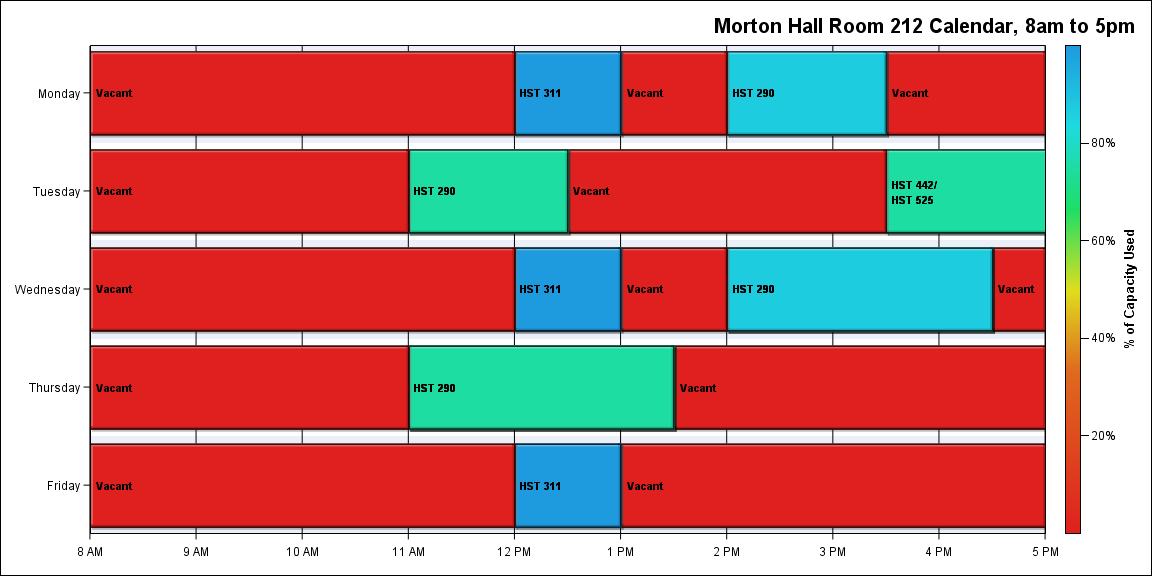 Morton Hall Room 212 Calendar, 8am to 5pm
Monday
Vacant
HST 311
Vacant
HST 290
Vacant
Tuesday
Vacant
HST 290
Vacant
HST 442/
HST 525
Wednesday
Vacant
HST 311
Vacant
HST 290
Vacant
Thursday
Vacant
HST 290
Vacant
Friday
Vacant
HST 311
Vacant
8 AM
9 AM
10 AM
11 AM
12 PM
1 PM
2 PM
3 PM
4 PM
5 PM
80%
60%
40%
20%
% of Capacity Used